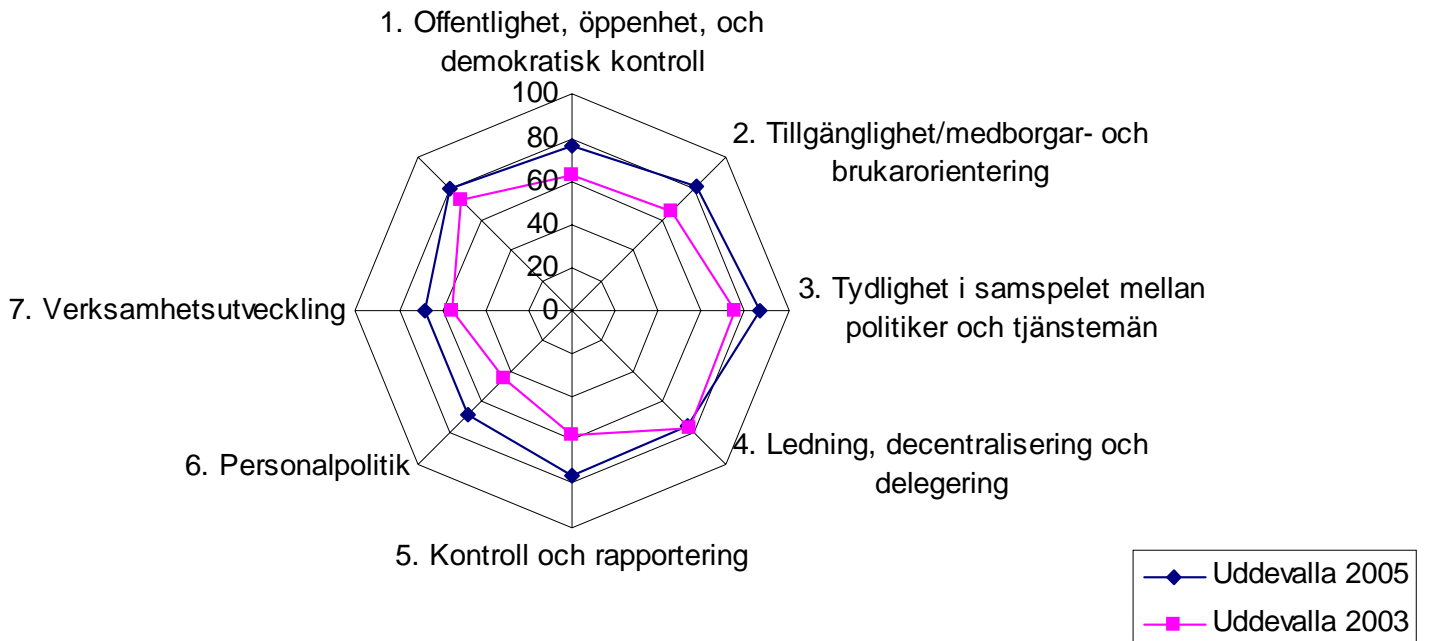 1. Offentlighet, öppenhet, och
demokratisk kontroll
100
80
60
40
20
0
2. Tillgänglighet/medborgar- och
brukarorientering
3. Tydlighet i samspelet mellan
politiker och tjänstemän
4. Ledning, decentralisering och
delegering
5. Kontroll och rapportering
6. Personalpolitik
7. Verksamhetsutveckling
Uddevalla 2005
Uddevalla 2003